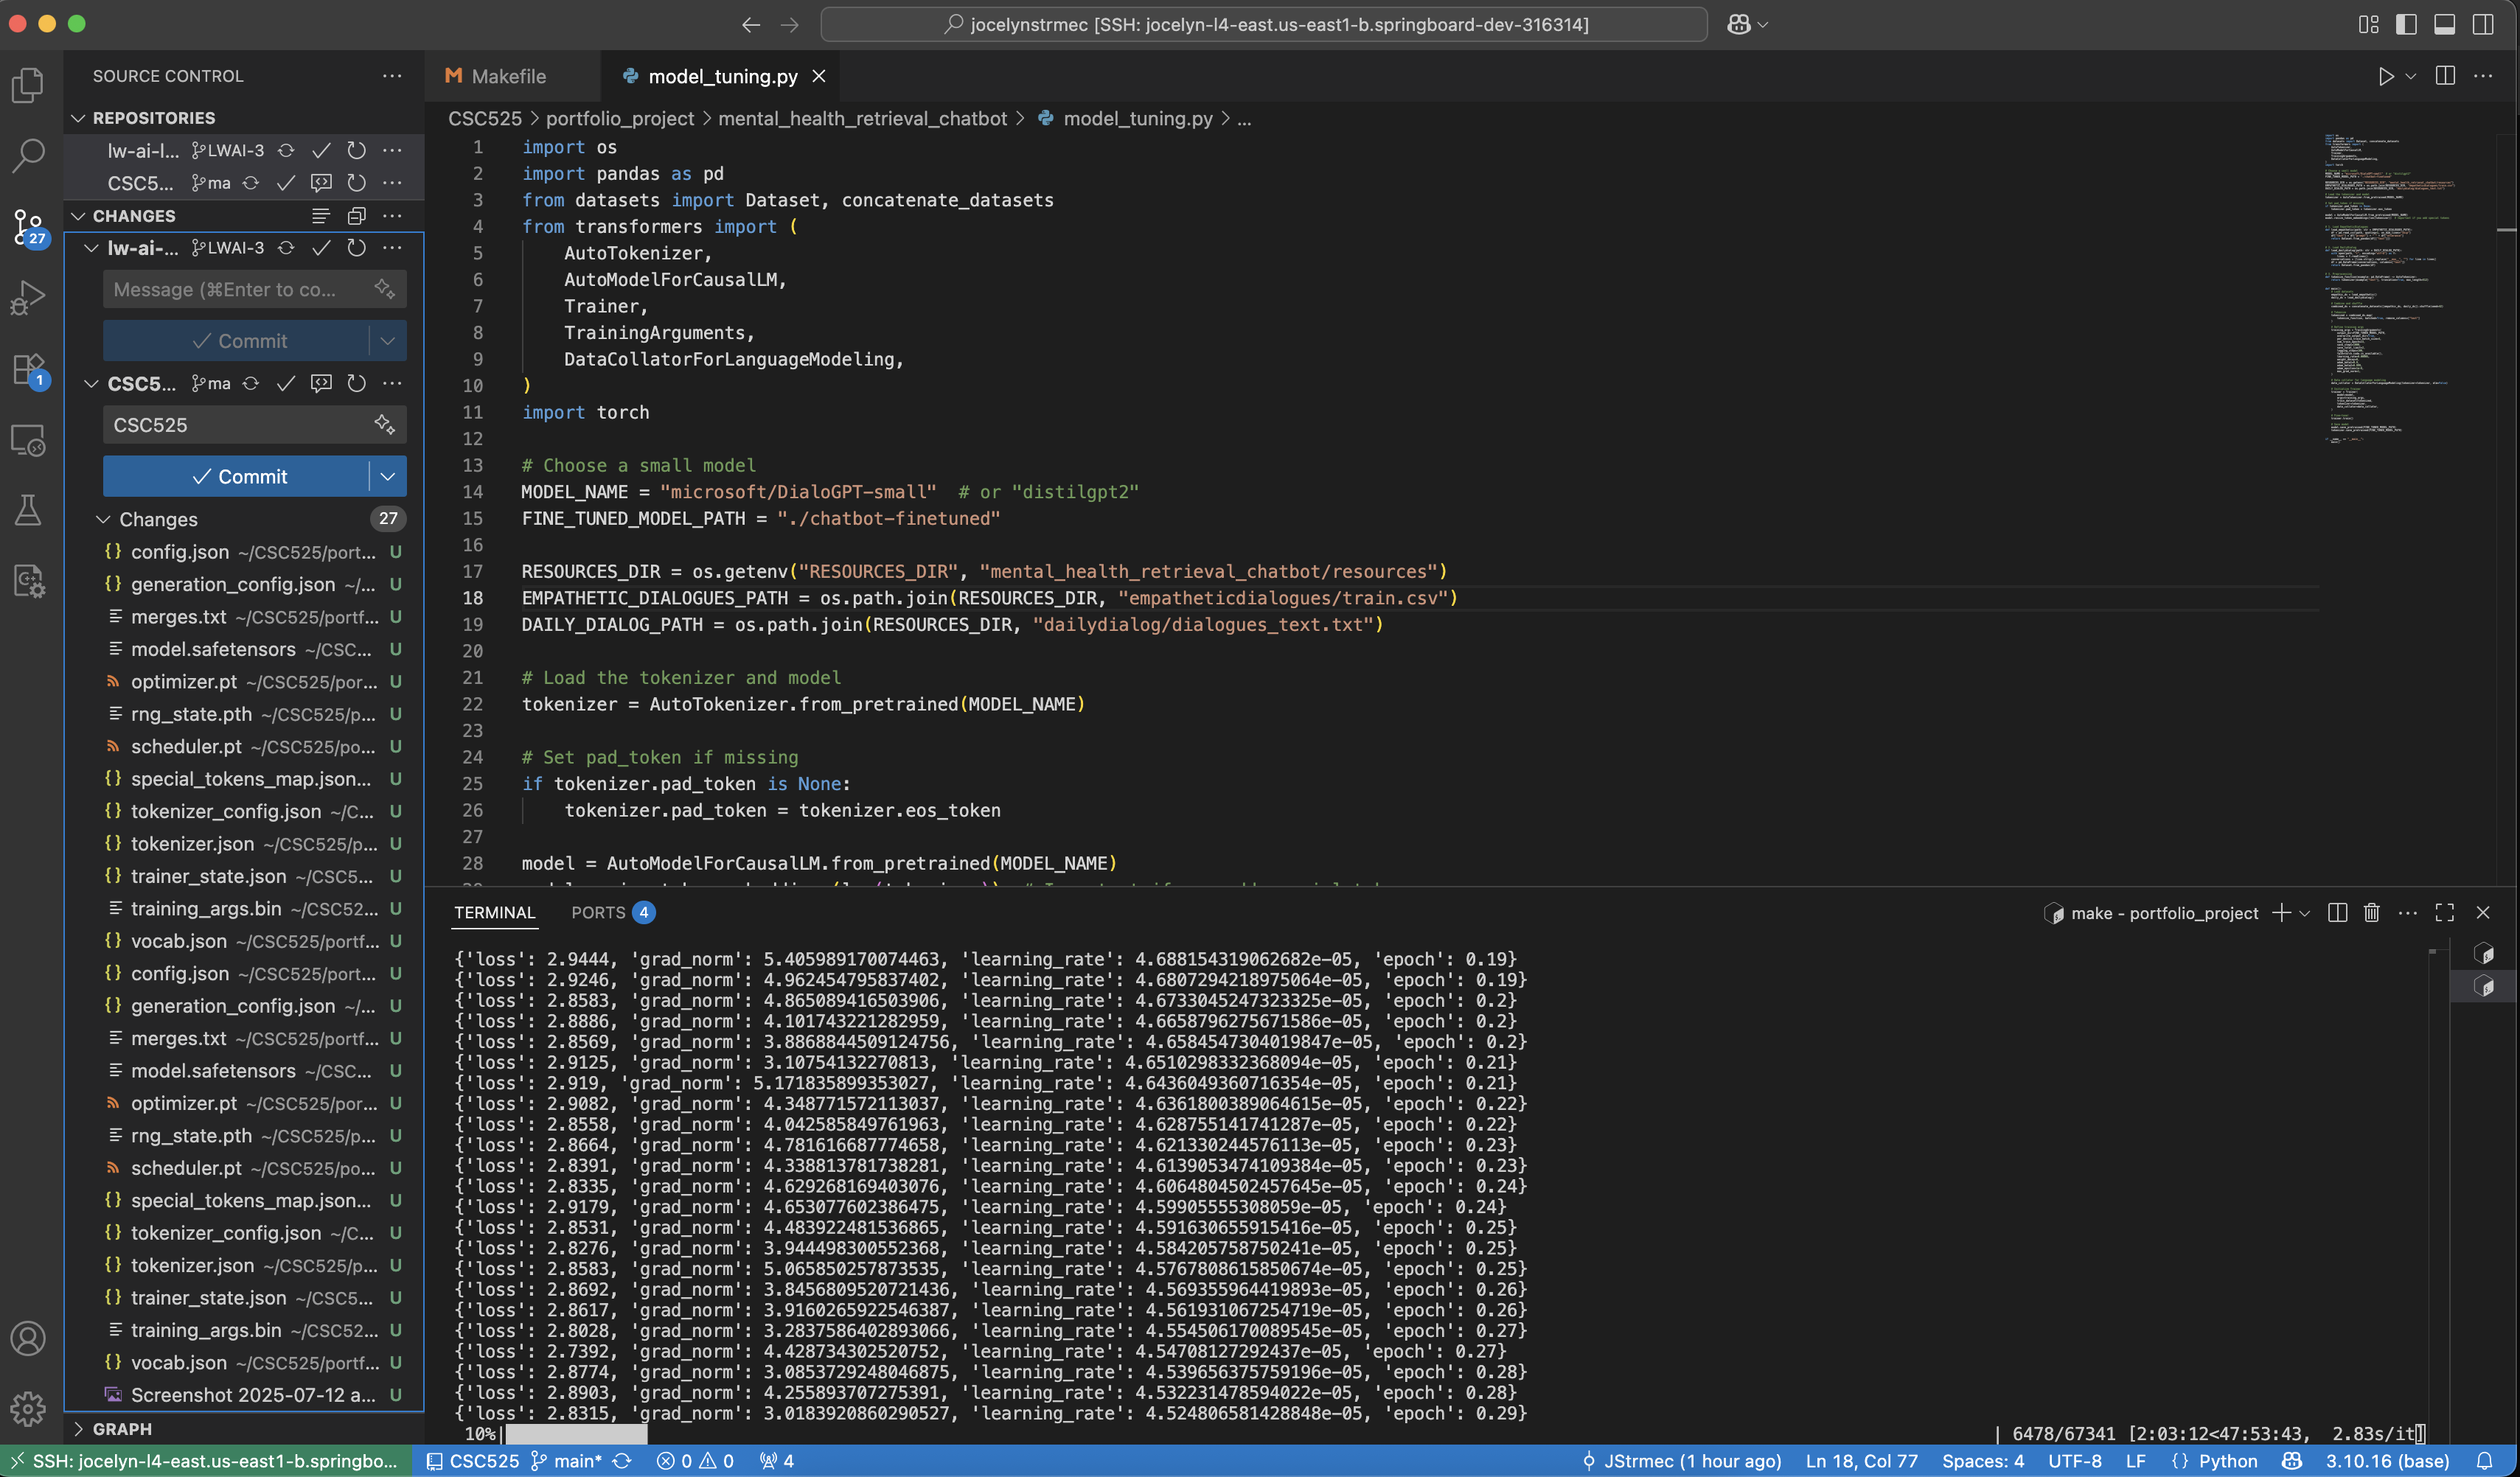 jocelynstrmec [SSH: jocelyn-l4-east.us-east1-b.springboard-dev-316314]
SOURCE CONTROL
REPOSITORIES
lw-ai-l... LWAI-3
CSC5... ma
CHANGES
lw-ai-... LWAI-3
Message (⌘Enter to co...
Commit
CSC5... ma
CSC525
Commit
Changes 27
config.json ~/CSC525/port... U
generation_config.json ~/... U
merges.txt ~/CSC525/portf... U
model.safetensors ~/CSC... U
optimizer.pt ~/CSC525/por... U
rng_state.pth ~/CSC525/p... U
scheduler.pt ~/CSC525/po... U
special_tokens_map.json... U
tokenizer_config.json ~/C... U
tokenizer.json ~/CSC525/p... U
trainer_state.json ~/CSC5... U
training_args.bin ~/CSC52... U
vocab.json ~/CSC525/portf... U
config.json ~/CSC525/port... U
generation_config.json ~/... U
merges.txt ~/CSC525/portf... U
model.safetensors ~/CSC... U
optimizer.pt ~/CSC525/por... U
rng_state.pth ~/CSC525/p... U
scheduler.pt ~/CSC525/po... U
special_tokens_map.json... U
tokenizer_config.json ~/C... U
tokenizer.json ~/CSC525/p... U
trainer_state.json ~/CSC5... U
training_args.bin ~/CSC52... U
vocab.json ~/CSC525/portf... U
Screenshot 2025-07-12 a... U
GRAPH
27
1
Makefile model_tuning.py
CSC525 > portfolio_project > mental_health_retrieval_chatbot > model_tuning.py > ...
1 import os
2 import pandas as pd
3 from datasets import Dataset, concatenate_datasets
4 from transformers import (
5     AutoTokenizer,
6     AutoModelForCausalLM,
7     Trainer,
8     TrainingArguments,
9     DataCollatorForLanguageModeling,
10 )
11 import torch
12
13 # Choose a small model
14 MODEL_NAME = "microsoft/DialoGPT-small"  # or "distilgpt2"
15 FINE_TUNED_MODEL_PATH = "./chatbot-finetuned"
16
17 RESOURCES_DIR = os.getenv("RESOURCES_DIR", "mental_health_retrieval_chatbot/resources")
18 EMPATHETIC_DIALOGUES_PATH = os.path.join(RESOURCES_DIR, "empatheticdialogues/train.csv")
19 DAILY_DIALOG_PATH = os.path.join(RESOURCES_DIR, "dailydialog/dialogues_text.txt")
20
21 # Load the tokenizer and model
22 tokenizer = AutoTokenizer.from_pretrained(MODEL_NAME)
23
24 # Set pad_token if missing
25 if tokenizer.pad_token is None:
26     tokenizer.pad_token = tokenizer.eos_token
27
28 model = AutoModelForCausalLM.from_pretrained(MODEL_NAME)
TERMINAL PORTS 4
make - portfolio_project
{'loss': 2.9444, 'grad_norm': 5.405989170074463, 'learning_rate': 4.688154319062682e-05, 'epoch': 0.19}
{'loss': 2.9246, 'grad_norm': 4.962454795837402, 'learning_rate': 4.6807294218975064e-05, 'epoch': 0.19}
{'loss': 2.8583, 'grad_norm': 4.865089416503906, 'learning_rate': 4.6733045247323325e-05, 'epoch': 0.2}
{'loss': 2.8886, 'grad_norm': 4.101743221282959, 'learning_rate': 4.6658796275671586e-05, 'epoch': 0.2}
{'loss': 2.8569, 'grad_norm': 3.8868844509124756, 'learning_rate': 4.6584547304019847e-05, 'epoch': 0.2}
{'loss': 2.9125, 'grad_norm': 3.10754132270813, 'learning_rate': 4.6510298332368094e-05, 'epoch': 0.21}
{'loss': 2.919, 'grad_norm': 5.171835899353027, 'learning_rate': 4.6436049360716354e-05, 'epoch': 0.21}
{'loss': 2.9082, 'grad_norm': 4.348771572113037, 'learning_rate': 4.6361800389064615e-05, 'epoch': 0.22}
{'loss': 2.8558, 'grad_norm': 4.042585849761963, 'learning_rate': 4.628755141741287e-05, 'epoch': 0.22}
{'loss': 2.8664, 'grad_norm': 4.781616687774658, 'learning_rate': 4.621330244576113e-05, 'epoch': 0.23}
{'loss': 2.8391, 'grad_norm': 4.338813781738281, 'learning_rate': 4.6139053474109384e-05, 'epoch': 0.23}
{'loss': 2.8335, 'grad_norm': 4.629268169403076, 'learning_rate': 4.6064804502457645e-05, 'epoch': 0.24}
{'loss': 2.9179, 'grad_norm': 4.653077602386475, 'learning_rate': 4.59905555308059e-05, 'epoch': 0.24}
{'loss': 2.8531, 'grad_norm': 4.483922481536865, 'learning_rate': 4.591630655915416e-05, 'epoch': 0.25}
{'loss': 2.8276, 'grad_norm': 3.944498300552368, 'learning_rate': 4.584205758750241e-05, 'epoch': 0.25}
{'loss': 2.8583, 'grad_norm': 5.065850257873535, 'learning_rate': 4.5767808615850674e-05, 'epoch': 0.25}
{'loss': 2.8692, 'grad_norm': 3.8456809520721436, 'learning_rate': 4.569355964419893e-05, 'epoch': 0.26}
{'loss': 2.8617, 'grad_norm': 3.9160265922546387, 'learning_rate': 4.561931067254719e-05, 'epoch': 0.26}
{'loss': 2.8028, 'grad_norm': 3.2837586402893066, 'learning_rate': 4.554506170089545e-05, 'epoch': 0.27}
{'loss': 2.7392, 'grad_norm': 4.428734302520752, 'learning_rate': 4.54708127292437e-05, 'epoch': 0.27}
{'loss': 2.8774, 'grad_norm': 3.0853729248046875, 'learning_rate': 4.539656375759196e-05, 'epoch': 0.28}
{'loss': 2.8903, 'grad_norm': 4.255893707275391, 'learning_rate': 4.532231478594022e-05, 'epoch': 0.28}
{'loss': 2.8315, 'grad_norm': 3.0183920860290527, 'learning_rate': 4.524806581428848e-05, 'epoch': 0.29}
10%| | 6478/67341 [2:03:12<47:53:43, 2.83s/it]
SSH: jocelyn-l4-east.us-east1-b.springbo... CSC525 main* 0 0 4 JStrmec (1 hour ago) Ln 18, Col 77 Spaces: 4 UTF-8 LF {} Python 3.10.16 (base)